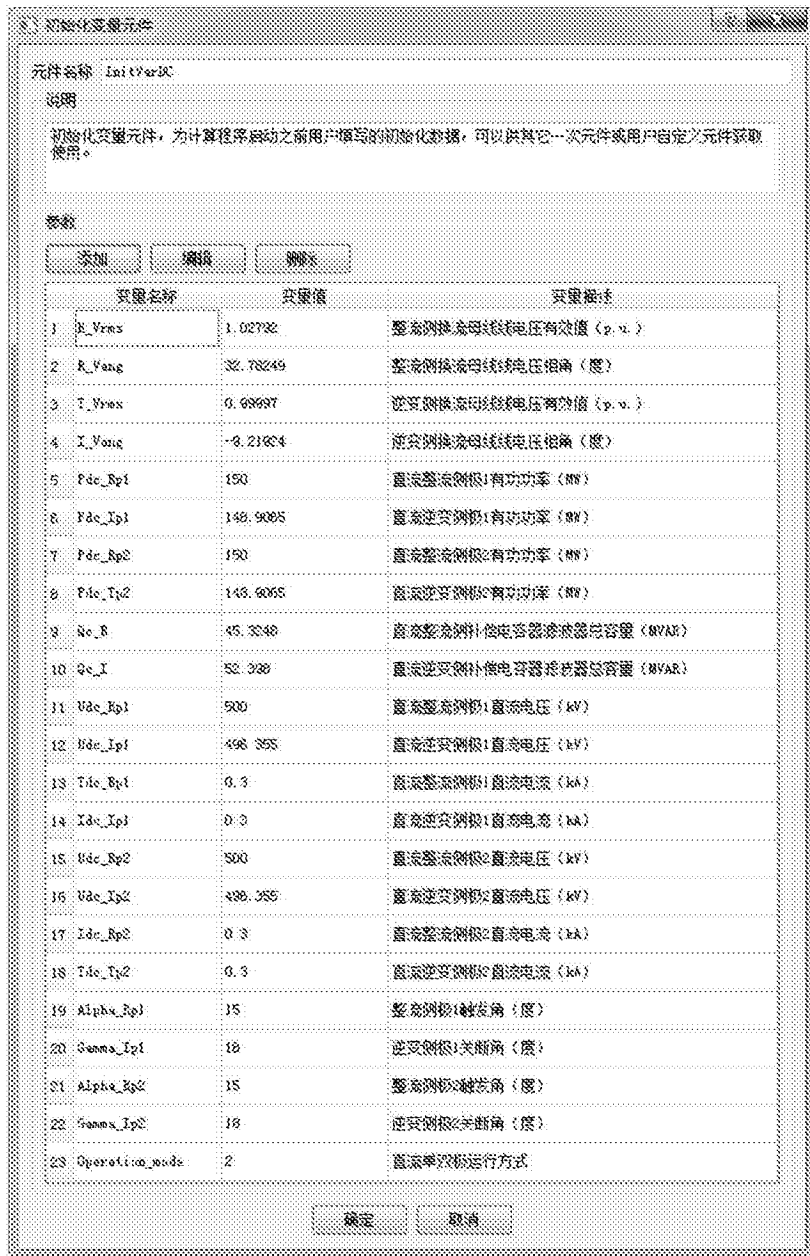 初始化变量元件
元件名称 InitVarDC
说明
初始化变量元件，为计算程序启动之前用户填写的初始化数据，可以供其它一次元件或用户自定义元件获取
使用。
参数
添加 编辑 删除
变量名称 变量值 变量描述
1 R_Vrms 1.02792 整流侧换流母线线电压有效值（p.u.）
2 R_Vang 32.78249 整流侧换流母线线电压相角（度）
3 I_Vrms 0.99997 逆变侧换流母线线电压有效值（p.u.）
4 I_Vang 逆变侧换流母线线电压相角（度）
5 Pdc_Rp1 150 直流整流侧极1有功功率（MW）
6 Pdc_Ip1 148.9065 直流逆变侧极1有功功率（MW）
7 Pdc_Rp2 150 直流整流侧极2有功功率（MW）
8 Pdc_Ip2 148.9065 直流逆变侧极2有功功率（MW）
9 Qc_R 45.3248 直流整流侧补偿电容器滤波器总容量（MVAR）
10 Qc_I 52.398 直流逆变侧补偿电容器滤波器总容量（MVAR）
11 Udc_Rp1 500 直流整流侧极1直流电压（kV）
12 Udc_Ip1 496.355 直流逆变侧极1直流电压（kV）
13 Idc_Rp1 0.3 直流整流侧极1直流电流（kA）
14 Idc_Ip1 0.3 直流逆变侧极1直流电流（kA）
15 Udc_Rp2 500 直流整流侧极2直流电压（kV）
16 Udc_Ip2 496.355 直流逆变侧极2直流电压（kV）
17 Idc_Rp2 0.3 直流整流侧极2直流电流（kA）
18 Idc_Ip2 0.3 直流逆变侧极2直流电流（kA）
19 Alpha_Rp1 15 整流侧极1触发角（度）
20 Gamma_Ip1 18 逆变侧极1关断角（度）
21 Alpha_Rp2 15 整流侧极2触发角（度）
22 Gamma_Ip2 18 逆变侧极2关断角（度）
23 Operation_mode 2 直流单双极运行方式
确定 取消